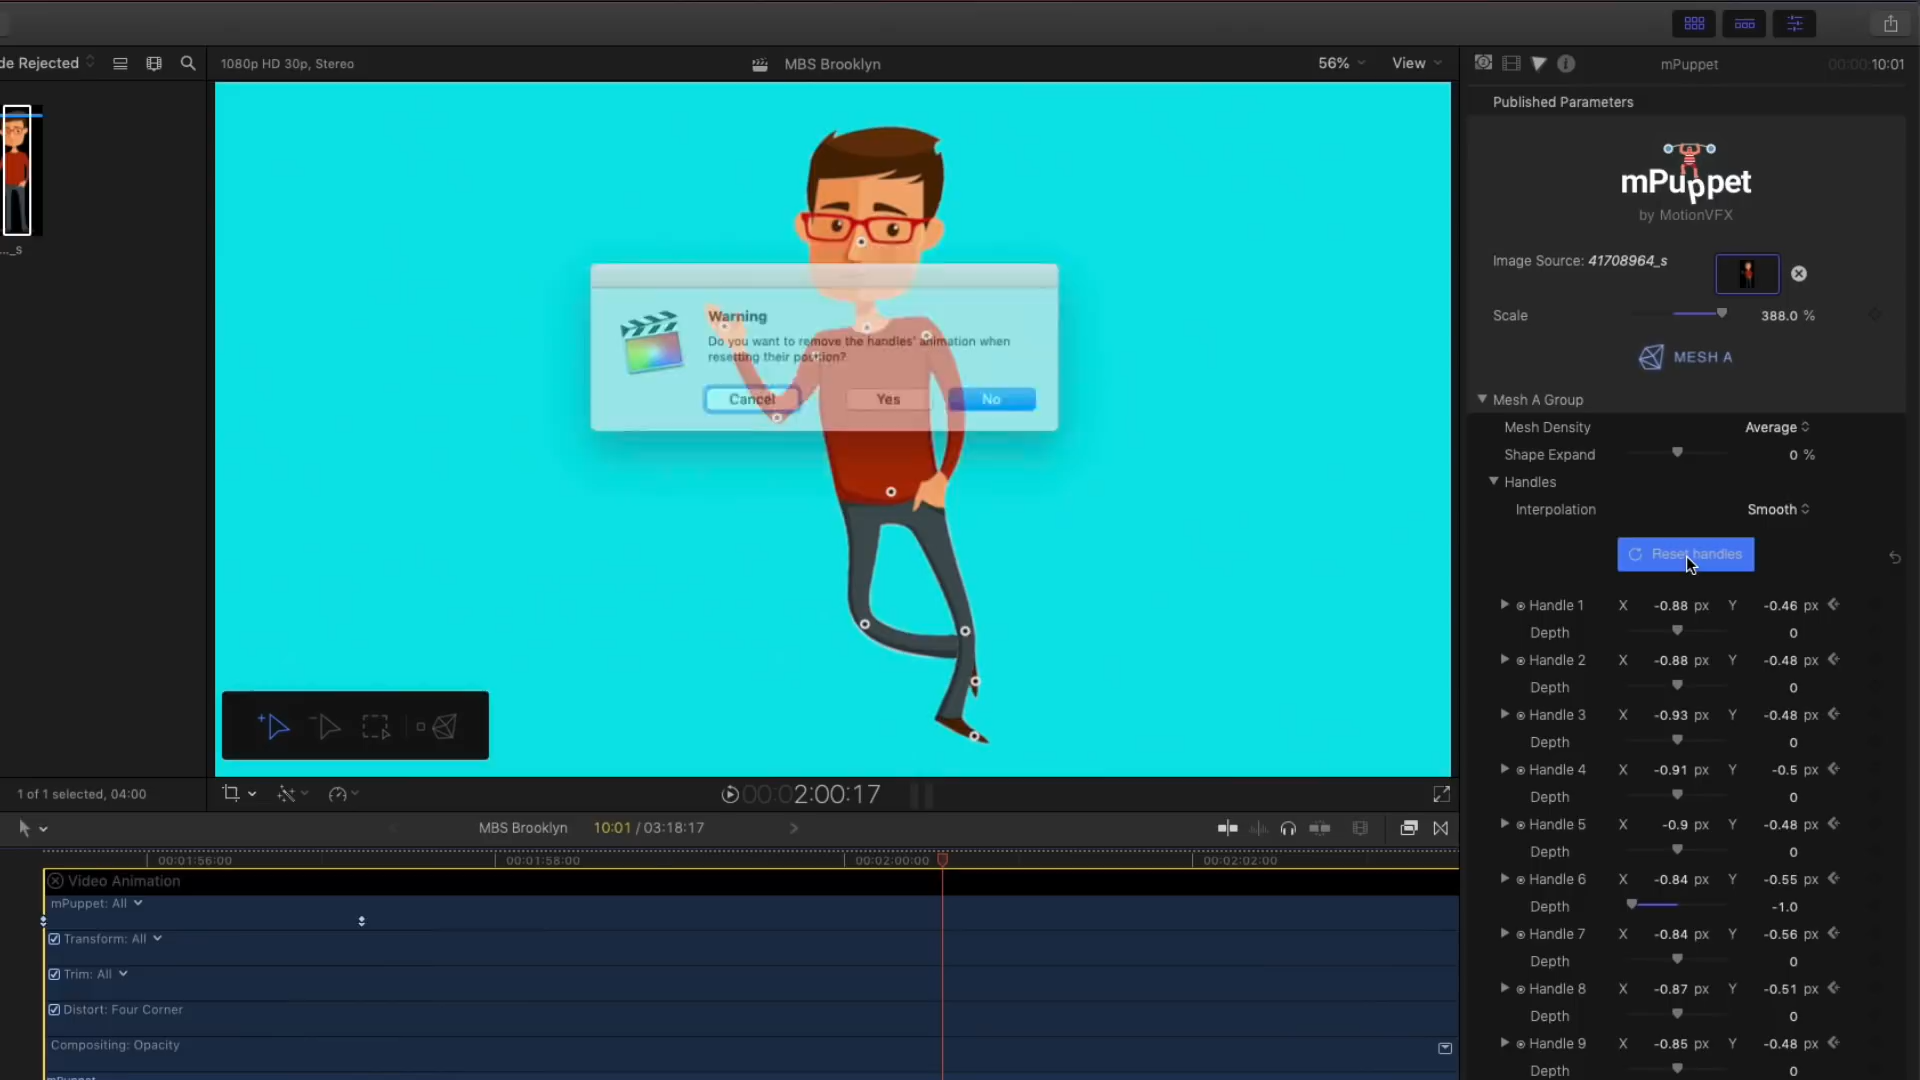 de Rejected
1080p HD 30p, Stereo
MBS Brooklyn
56%
View
mPuppet
00:00:10:01
Published Parameters
mPuppet
by MotionVFX
Image Source: 41708964_s
Scale
388.0 %
MESH A
Mesh A Group
Mesh Density
Average
Shape Expand
0 %
Handles
Interpolation
Smooth
Reset handles
Handle 1 X -0.88 px Y -0.46 px
Depth 0
Handle 2 X -0.88 px Y -0.48 px
Depth 0
Handle 3 X -0.93 px Y -0.48 px
Depth 0
Handle 4 X -0.91 px Y -0.5 px
Depth 0
Handle 5 X -0.9 px Y -0.48 px
Depth 0
Handle 6 X -0.84 px Y -0.55 px
Depth -1.0
Handle 7 X -0.84 px Y -0.56 px
Depth 0
Handle 8 X -0.87 px Y -0.51 px
Depth 0
Handle 9 X -0.85 px Y -0.48 px
Depth 0
..._s
Warning
Do you want to remove the handles' animation when
resetting their position?
Cancel
Yes
No
1 of 1 selected, 04:00
00:02:00:17
MBS Brooklyn
10:01 / 03:18:17
00:01:56:00
00:01:58:00
00:02:00:00
00:02:02:00
Video Animation
mPuppet: All
Transform: All
Trim: All
Distort: Four Corner
Compositing: Opacity